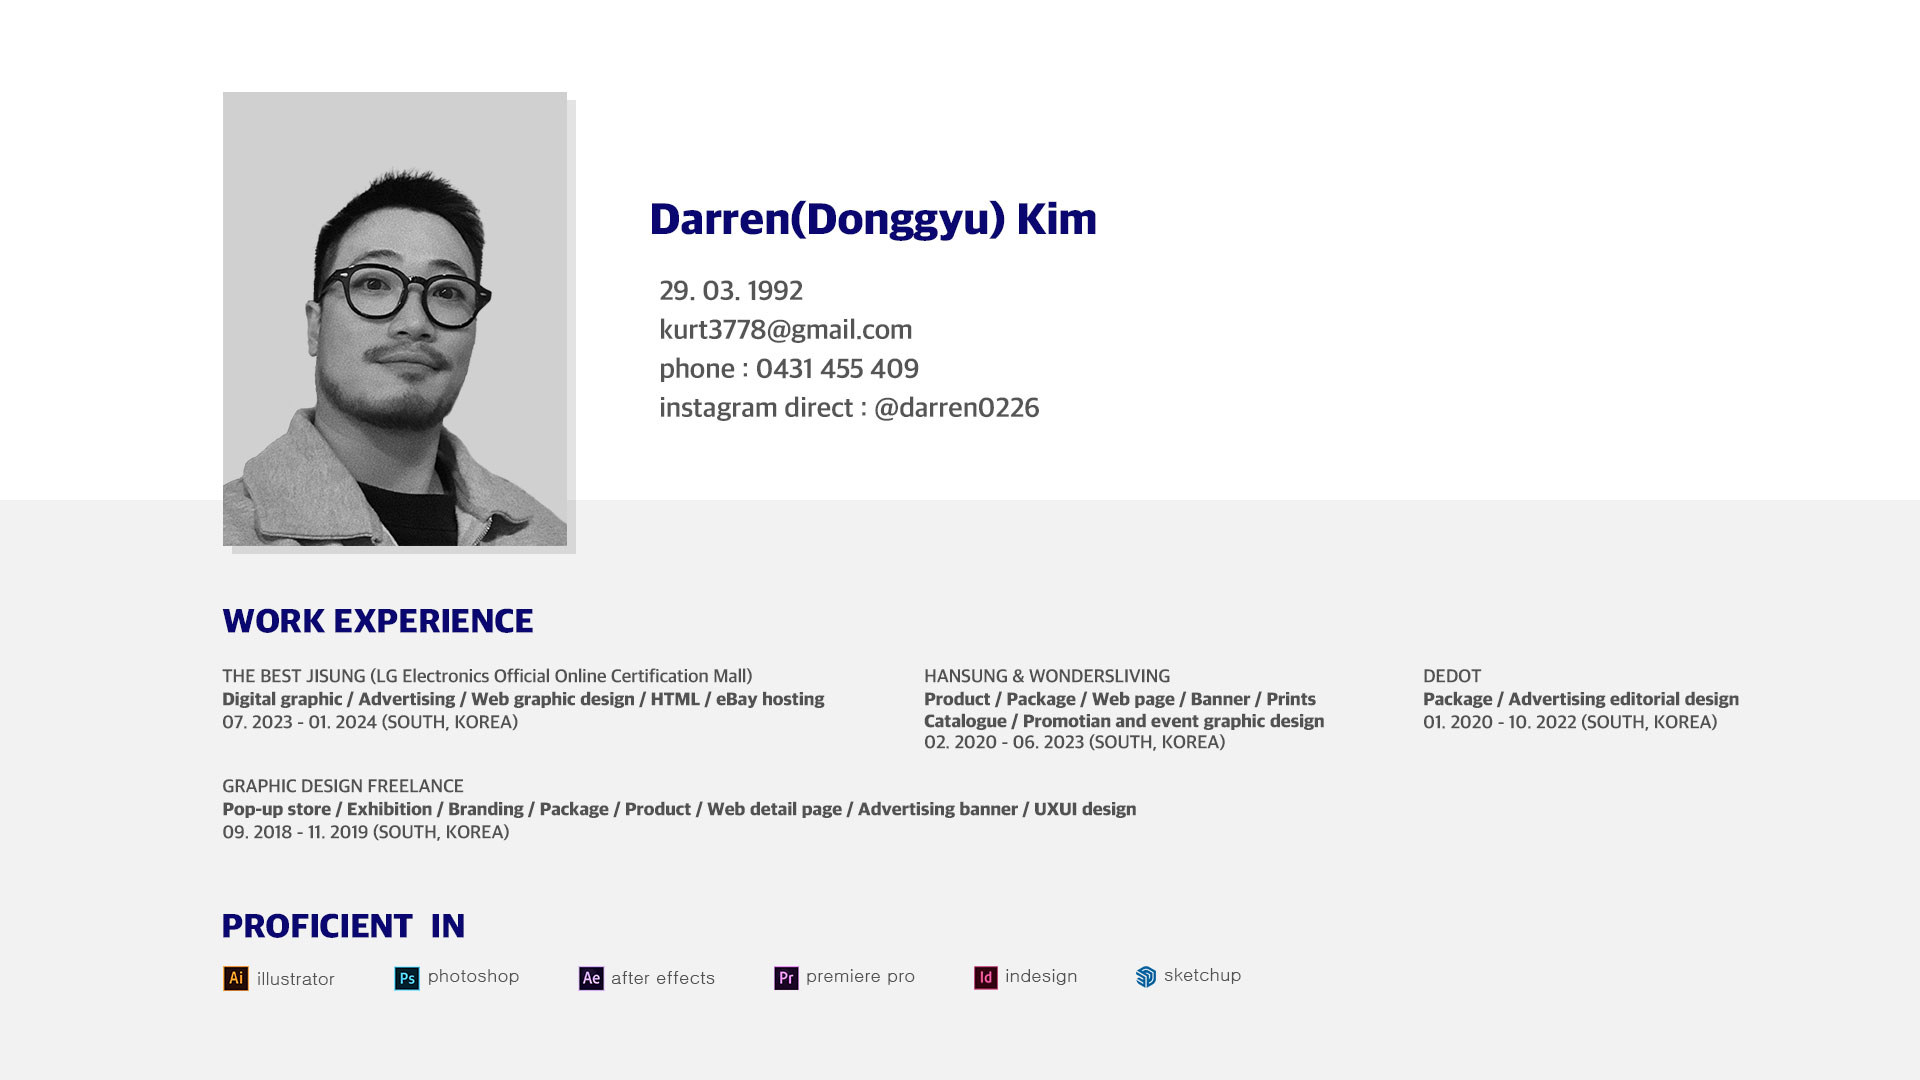 Darren(Donggyu) Kim
29. 03. 1992
kurt3778@gmail.com
phone : 0431 455 409
instagram direct : @darren0226
WORK EXPERIENCE
THE BEST JISUNG (LG Electronics Official Online Certification Mall)
Digital graphic / Advertising / Web graphic design / HTML / eBay hosting
07. 2023 - 01. 2024 (SOUTH, KOREA)
HANSUNG & WONDERSLIVING
Product / Package / Web page / Banner / Prints
Catalogue / Promotian and event graphic design
02. 2020 - 06. 2023 (SOUTH, KOREA)
DEDOT
Package / Advertising editorial design
01. 2020 - 10. 2022 (SOUTH, KOREA)
GRAPHIC DESIGN FREELANCE
Pop-up store / Exhibition / Branding / Package / Product / Web detail page / Advertising banner / UXUI design
09. 2018 - 11. 2019 (SOUTH, KOREA)
PROFICIENT IN
Ai illustrator
Ps photoshop
Ae after effects
Pr premiere pro
Id indesign
sketchup